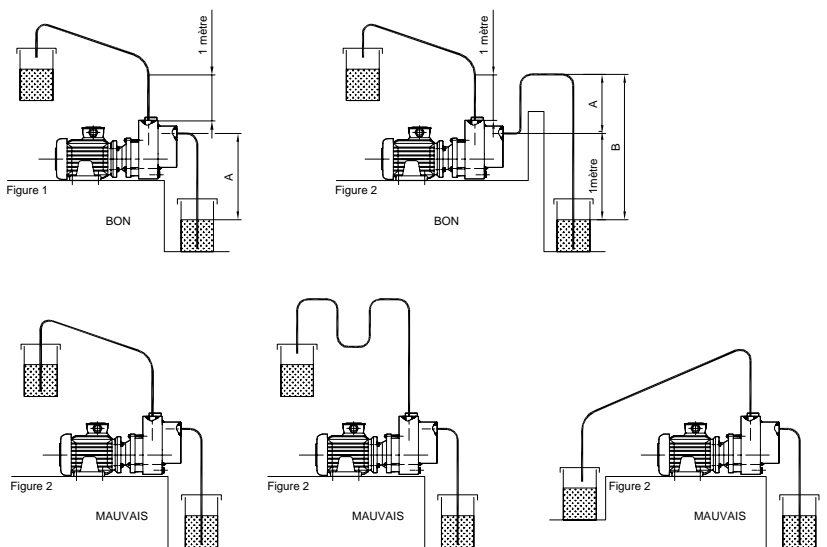 1 mètre
A
Figure 1
BON
1 mètre
A
B
1mètre
Figure 2
BON
Figure 2
MAUVAIS
Figure 2
MAUVAIS
Figure 2
MAUVAIS